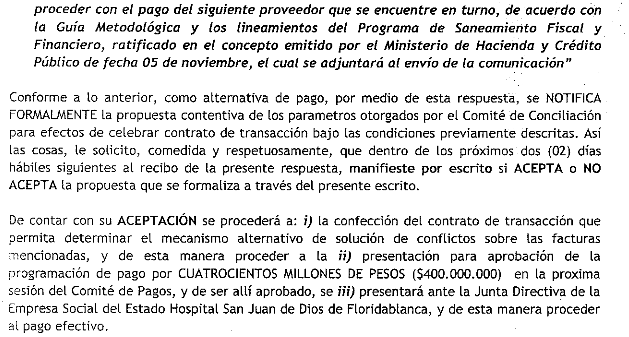 proceder con el pago del siguiente proveedor que se encuentre en turno, de acuerdo con
la Guía Metodológica y los lineamientos del Programa de Saneamiento Fiscal y
Financiero, ratificado en el concepto emitido por el Ministerio de Hacienda y Crédito
Público de fecha 05 de noviembre, el cual se adjuntará al envío de la comunicación”
Conforme a lo anterior, como alternativa de pago, por medio de esta respuesta, se NOTIFICA
FORMALMENTE la propuesta contentiva de los parametros otorgados por el Comité de Conciliación
para efectos de celebrar contrato de transacción bajo las condiciones previamente descritas. Así
las cosas, le solicito, comedida y respetuosamente, que dentro de los próximos dos (02) días
hábiles siguientes al recibo de la presente respuesta, manifieste por escrito si ACEPTA o NO
ACEPTA la propuesta que se formaliza a través del presente escrito.
De contar con su ACEPTACIÓN se procederá a: i) la confección del contrato de transacción que
permita determinar el mecanismo alternativo de solución de conflictos sobre las facturas
mencionadas, y de esta manera proceder a la ii) presentación para aprobación de la
programación de pago por CUATROCIENTOS MILLONES DE PESOS ($400.000.000) en la proxima
sesión del Comité de Pagos, y de ser allí aprobado, se iii) presentará ante la Junta Directiva de la
Empresa Social del Estado Hospital San Juan de Dios de Floridablanca, y de esta manera proceder
al pago efectivo.